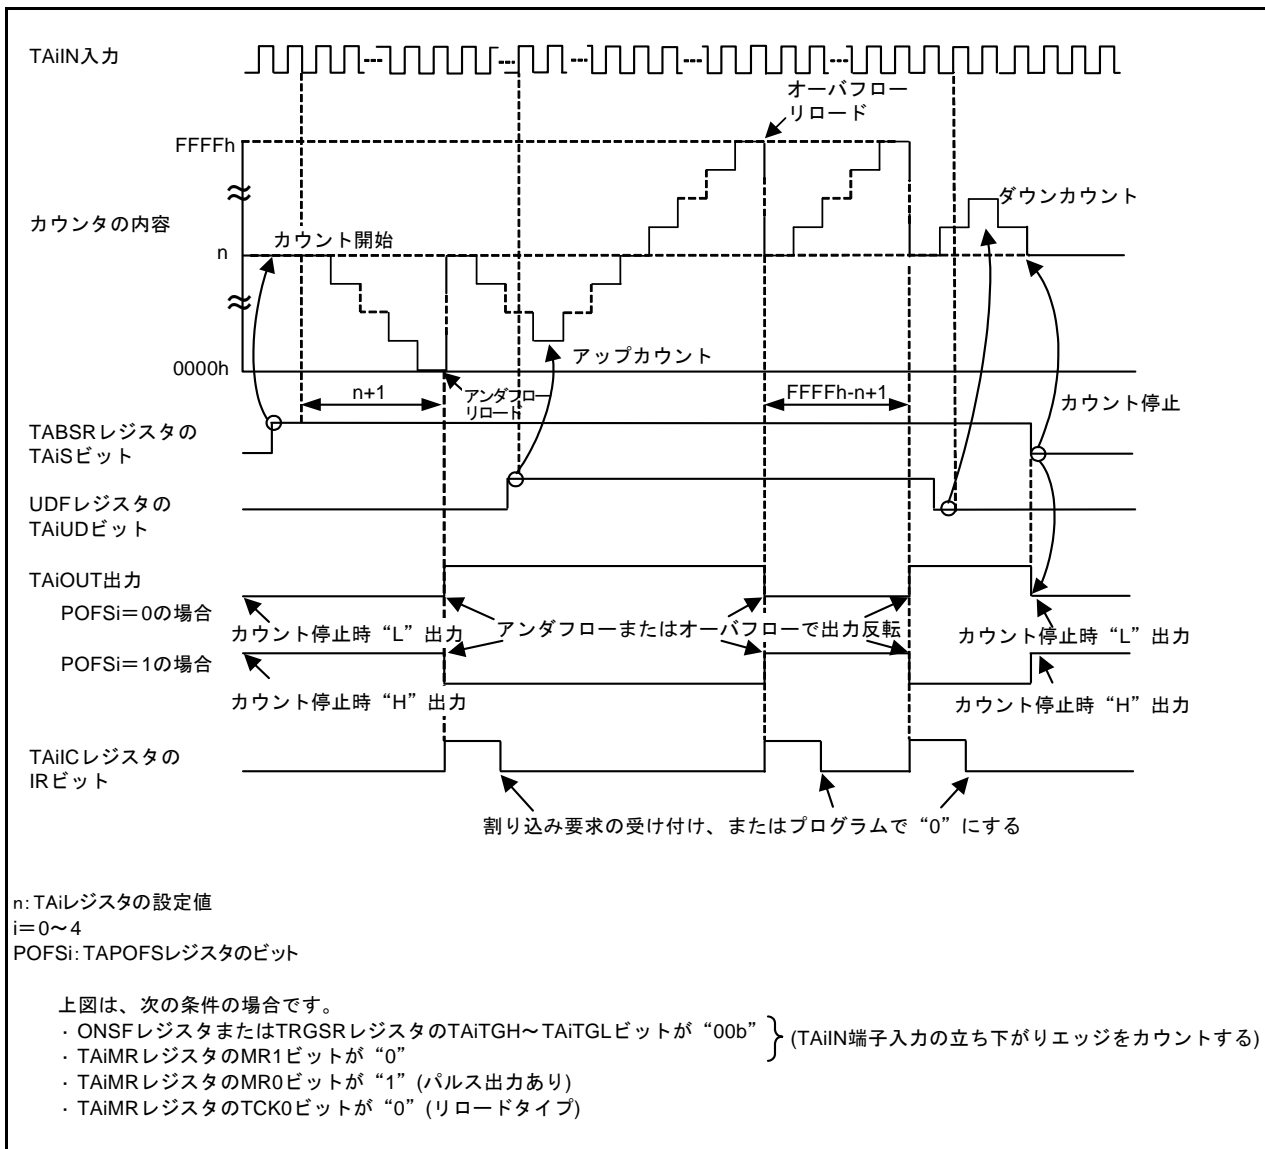 TAiIN入力
オーバフロー
リロード
FFFFh
ダウンカウント
カウンタの内容
カウント開始
n
アップカウント
0000h
n+1
アンダフロー
リロード
FFFFh-n+1
カウント停止
TABSRレジスタの
TAiSビット
UDFレジスタの
TAiUDビット
TAiOUT出力
POFSi=0の場合
カウント停止時“L”出力
アンダフローまたはオーバフローで出力反転
カウント停止時“L”出力
POFSi=1の場合
カウント停止時“H”出力
カウント停止時“H”出力
TAiICレジスタの
IRビット
割り込み要求の受け付け、またはプログラムで“0”にする
n:TAiレジスタの設定値
i=0~4
POFSi:TAPOFSレジスタのビット
上図は、次の条件の場合です。
・ONSFレジスタまたはTRGSRレジスタのTAiTGH~TAiTGLビットが“00b”
・TAiMRレジスタのMR1ビットが“0”
(TAiIN端子入力の立ち下がりエッジをカウントする)
・TAiMRレジスタのMR0ビットが“1”(パルス出力あり)
・TAiMRレジスタのTCK0ビットが“0”(リロードタイプ)